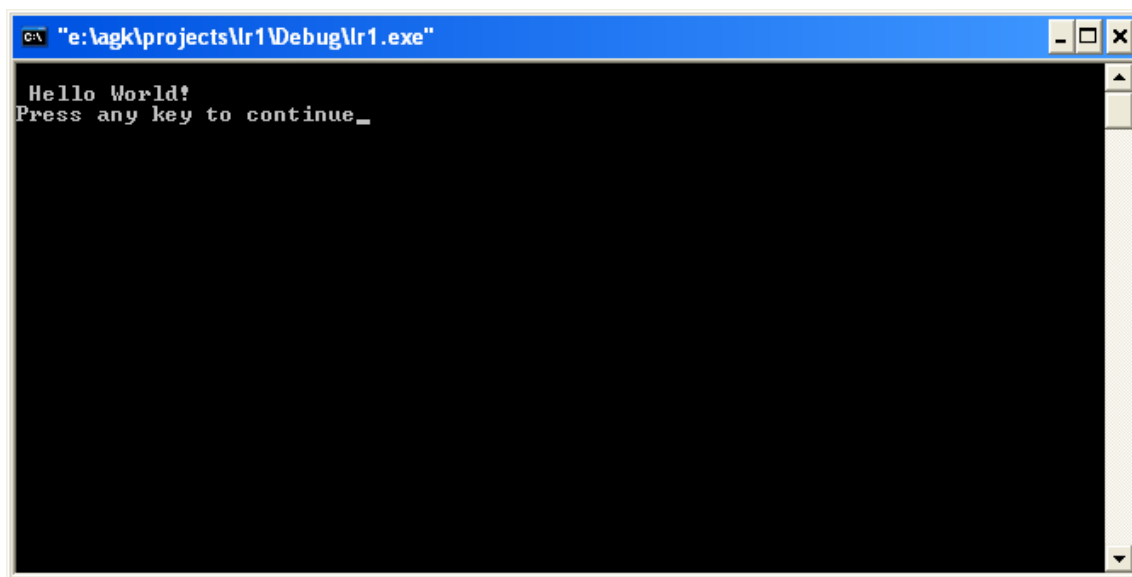 "e:\agk\projects\lr1\Debug\lr1.exe"
Hello World!
Press any key to continue_